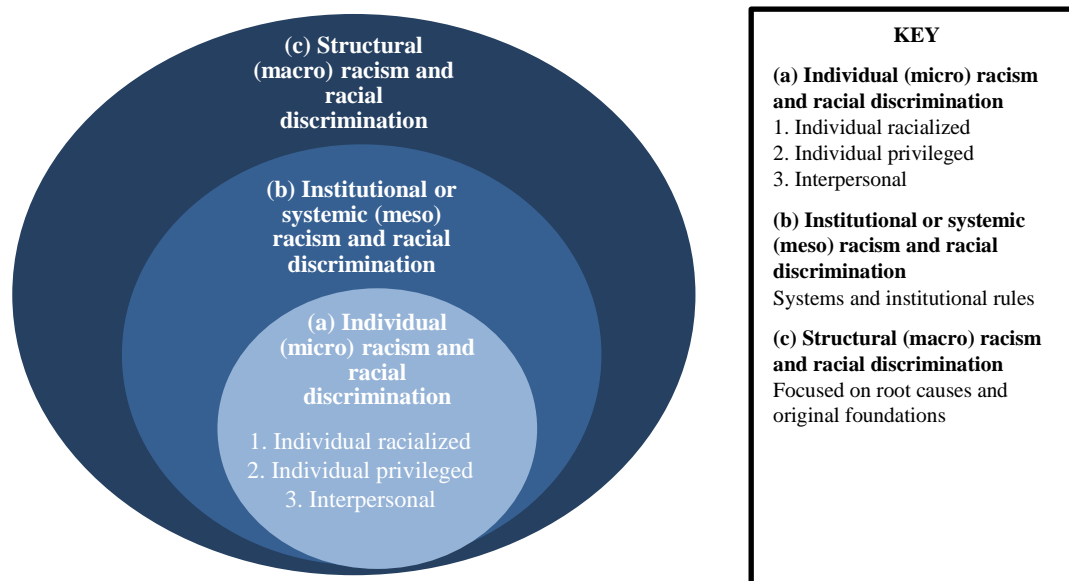 (c) Structural
(macro) racism and
racial
discrimination
(b) Institutional or
systemic (meso)
racism and racial
discrimination
(a) Individual
(micro) racism and
racial
discrimination
1. Individual racialized
2. Individual privileged
3. Interpersonal
KEY
(a) Individual (micro) racism
and racial discrimination
1. Individual racialized
2. Individual privileged
3. Interpersonal
(b) Institutional or systemic
(meso) racism and racial
discrimination
Systems and institutional rules
(c) Structural (macro) racism
and racial discrimination
Focused on root causes and
original foundations